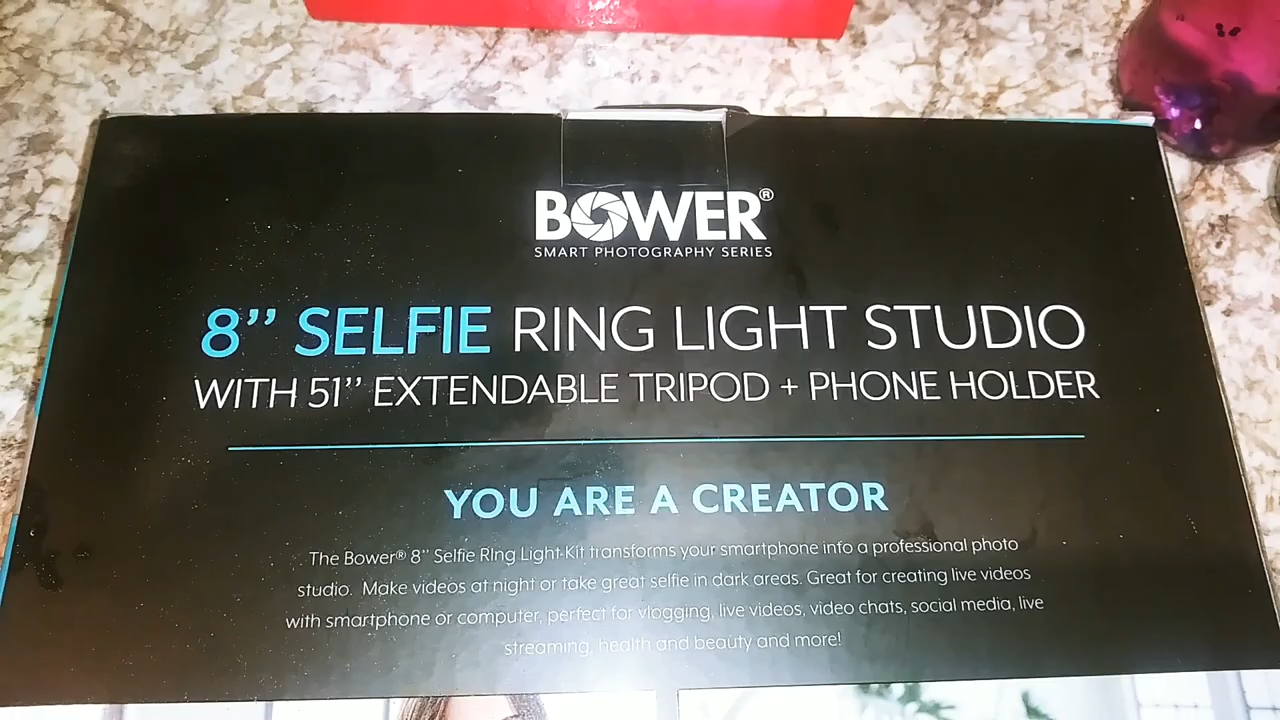 BOWER®
SMART PHOTOGRAPHY SERIES
8’’ SELFIE RING LIGHT STUDIO
WITH 51’’ EXTENDABLE TRIPOD + PHONE HOLDER
YOU ARE A CREATOR
The Bower® 8’’ Selfie RIng Light Kit transforms your smartphone info a professional photo
studio. Make videos at night or take great selfie in dark areas. Great for creating live videos
with smartphone or computer, perfect for vlogging, live videos, video chats, social media, live
streaming, health and beauty and more!